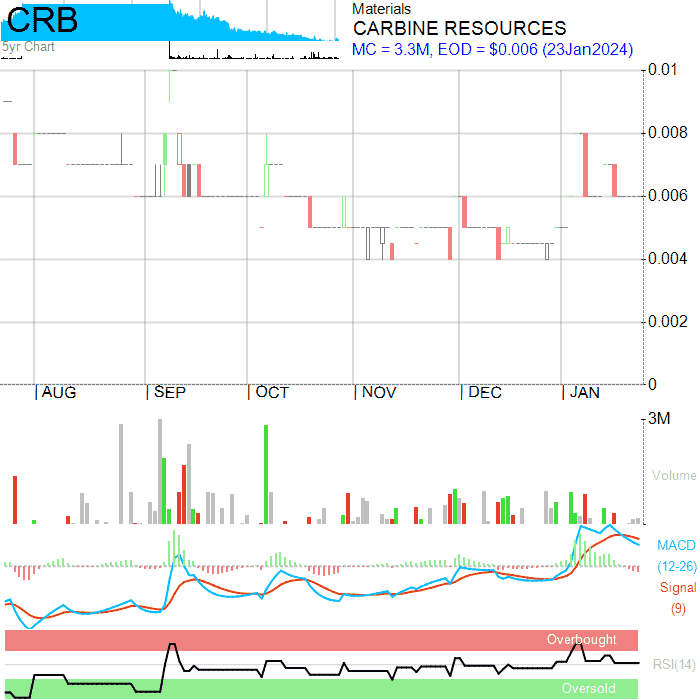 CRB
5yr Chart
Materials
CARBINE RESOURCES
MC = 3.3M, EOD = $0.006 (23Jan2024)
0.01
0.008
0.006
0.004
0.002
0
AUG SEP OCT NOV DEC JAN
3M
Volume
MACD
(12-26)
Signal
(9)
Overbought
RSI(14)
Oversold